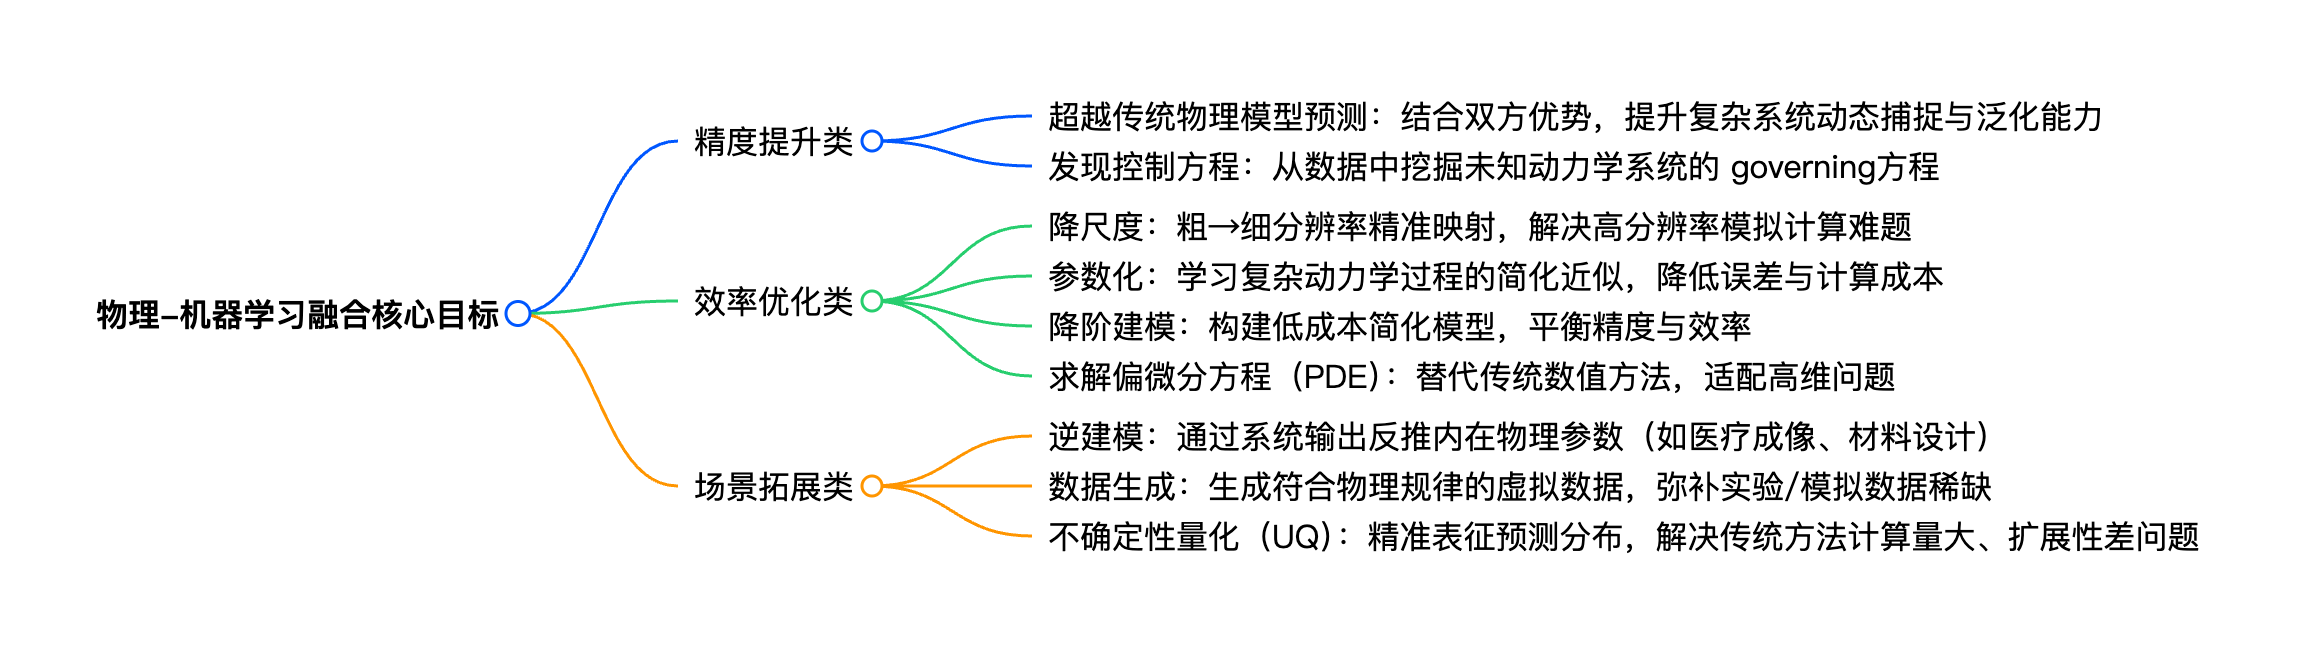 物理-机器学习融合核心目标
精度提升类
超越传统物理模型预测：结合双方优势，提升复杂系统动态捕捉与泛化能力
发现控制方程：从数据中挖掘未知动力学系统的 governing方程
效率优化类
降尺度：粗→细分辨率精准映射，解决高分辨率模拟计算难题
参数化：学习复杂动力学过程的简化近似，降低误差与计算成本
降阶建模：构建低成本简化模型，平衡精度与效率
求解偏微分方程（PDE）：替代传统数值方法，适配高维问题
场景拓展类
逆建模：通过系统输出反推内在物理参数（如医疗成像、材料设计）
数据生成：生成符合物理规律的虚拟数据，弥补实验/模拟数据稀缺
不确定性量化（UQ）：精准表征预测分布，解决传统方法计算量大、扩展性差问题